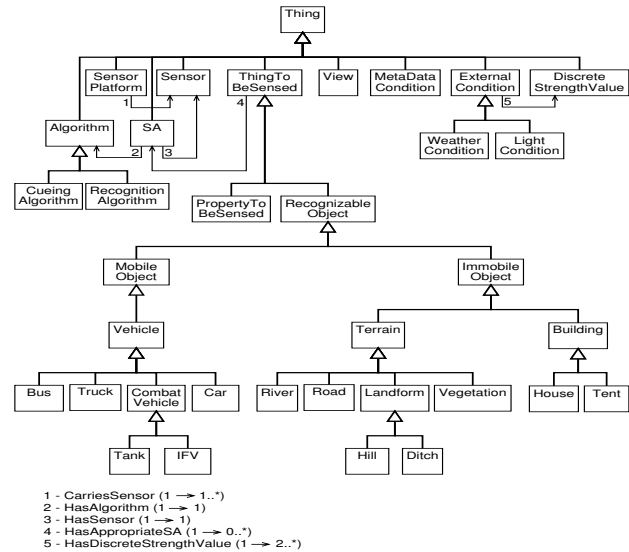 Thing
Sensor
Platform
Sensor
ThingTo
BeSensed
View
MetaData
Condition
External
Condition
Discrete
StrengthValue
1
4
5
Algorithm
SA
2
3
Weather
Condition
Light
Condition
Cueing
Algorithm
Recognition
Algorithm
PropertyTo
BeSensed
Recognizable
Object
Mobile
Object
Immobile
Object
Vehicle
Terrain
Building
Bus
Truck
Combat
Vehicle
Car
River
Road
Landform
Vegetation
House
Tent
Tank
IFV
Hill
Ditch
1 - CarriesSensor (1 → 1..*)
2 - HasAlgorithm (1 → 1)
3 - HasSensor (1 → 1)
4 - HasAppropriateSA (1 → 0..*)
5 - HasDiscreteStrengthValue (1 → 2..*)